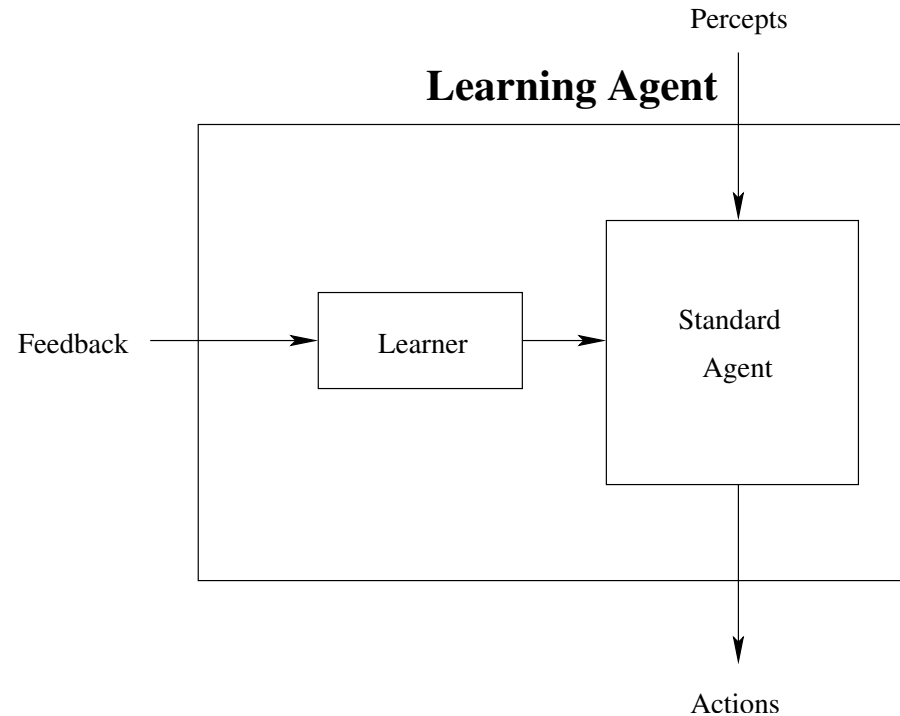 Percepts
Learning Agent
Feedback
Learner
Standard
Agent
Actions